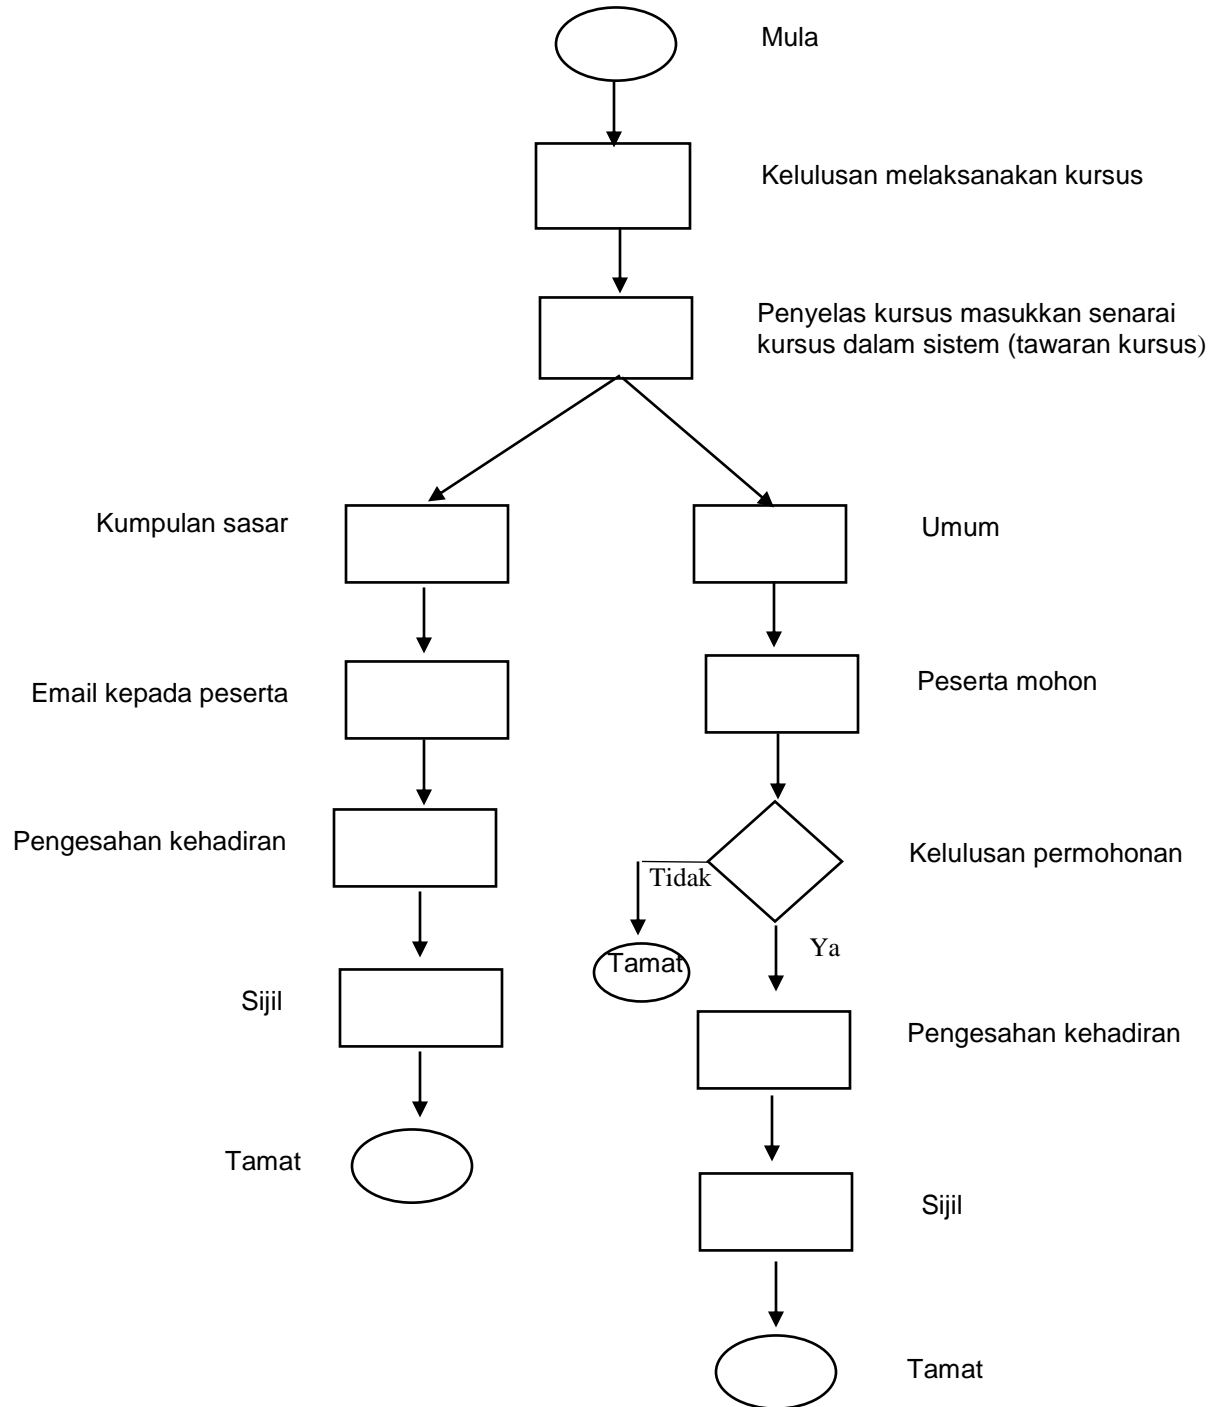 Mula
Kelulusan melaksanakan kursus
Penyelas kursus masukkan senarai
kursus dalam sistem (tawaran kursus)
Kumpulan sasar
Umum
Email kepada peserta
Peserta mohon
Pengesahan kehadiran
Kelulusan permohonan
Tidak
Ya
Tamat
Sijil
Pengesahan kehadiran
Tamat
Sijil
Tamat